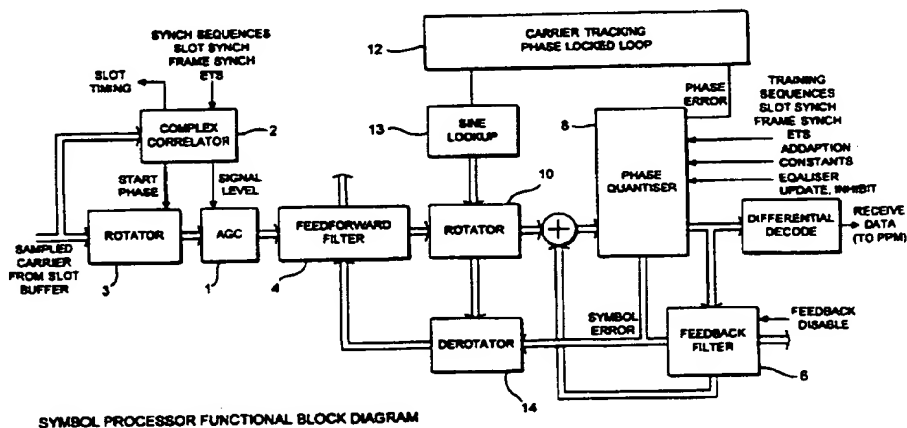 SYNCH SEQUENCES
SLOT SYNCH
FRAME SYNCH
ETS
SLOT
TIMING
COMPLEX
CORRELATOR
2
START
PHASE
SIGNAL
LEVEL
ROTATOR
3
AGC
1
SAMPLED
CARRIER
FROM SLOT
BUFFER
FEEDFORWARD
FILTER
4
12
CARRIER TRACKING
PHASE LOCKED LOOP
13
SINE
LOOKUP
10
ROTATOR
+
PHASE
ERROR
8
PHASE
QUANTISER
TRAINING
SEQUENCES
SLOT SYNCH
FRAME SYNCH
ETS
ADDAPTION
CONSTANTS
EQALISER
UPDATE, INHIBIT
DIFFERENTIAL
DECODE
RECEIVE
DATA
(TO PPM)
SYMBOL
ERROR
DEROTATOR
14
FEEDBACK
FILTER
6
FEEDBACK
DISABLE
SYMBOL PROCESSOR FUNCTIONAL BLOCK DIAGRAM